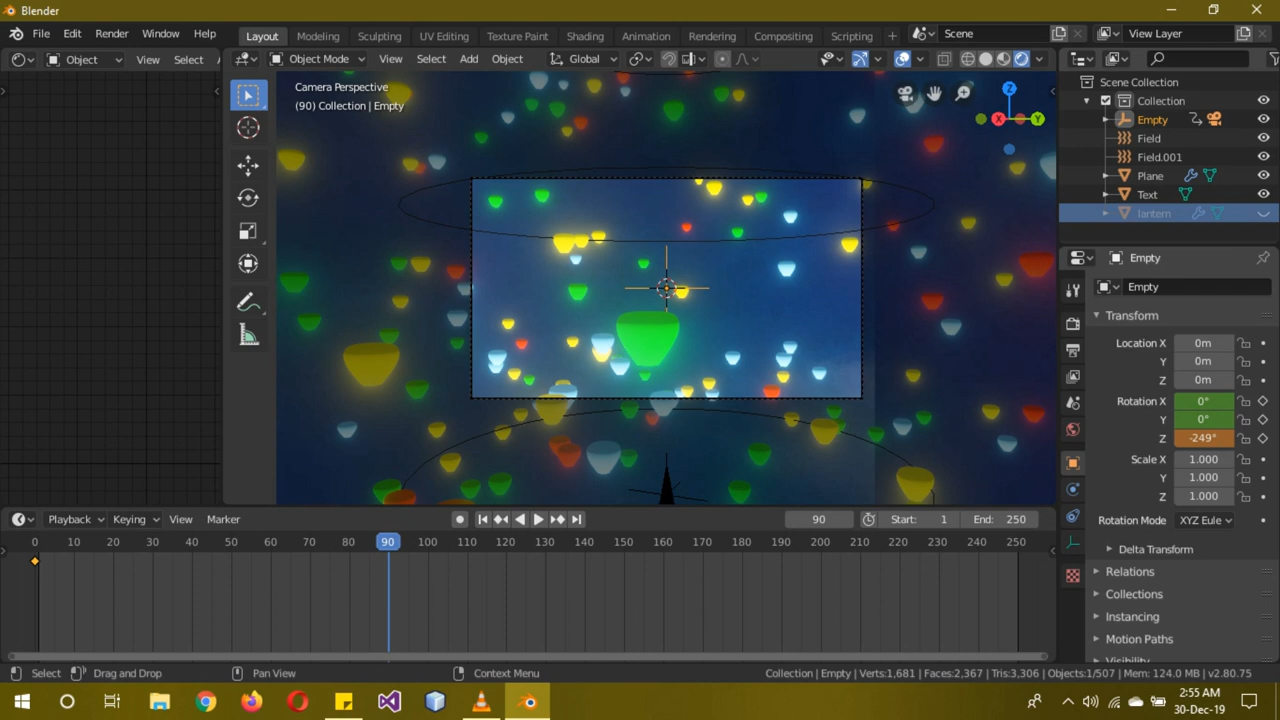 Blender
File Edit Render Window Help Layout Modeling Sculpting UV Editing Texture Paint Shading Animation Rendering Compositing Scripting + Scene View Layer
Object View Select Object Mode View Select Add Object Global
Camera Perspective
(90) Collection | Empty
Z
X
Y
Scene Collection
Collection
Empty
Field
Field.001
Plane
Text
lantern
Empty
Empty
Transform
Location X 0m
Y 0m
Z 0m
Rotation X 0°
Y 0°
Z -249°
Scale X 1.000
Y 1.000
Z 1.000
Rotation Mode XYZ Eule
Delta Transform
Relations
Collections
Instancing
Motion Paths
Visibility
Playback Keying View Marker 90 Start: 1 End: 250
0 10 20 30 40 50 60 70 80 90 100 110 120 130 140 150 160 170 180 190 200 210 220 230 240 250
Select Drag and Drop Pan View Context Menu Collection | Empty | Verts:1,681 | Faces:2,367 | Tris:3,306 | Objects:1/507 | Mem: 124.0 MB | v2.80.75
2:55 AM
30-Dec-19